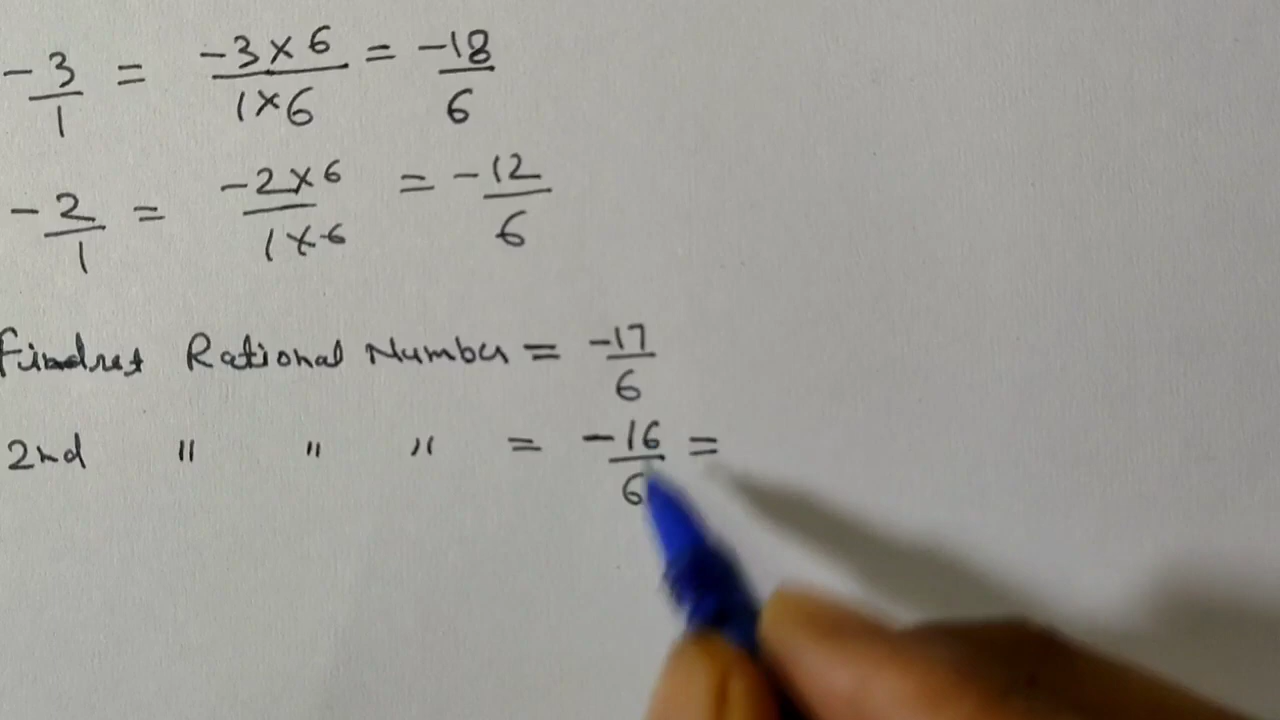 -3/1 = -3×6/1×6 = -18/6
-2/1 = -2×6/1×6 = -12/6
Rational Number = -17/6
2nd " " " = -16/6 =